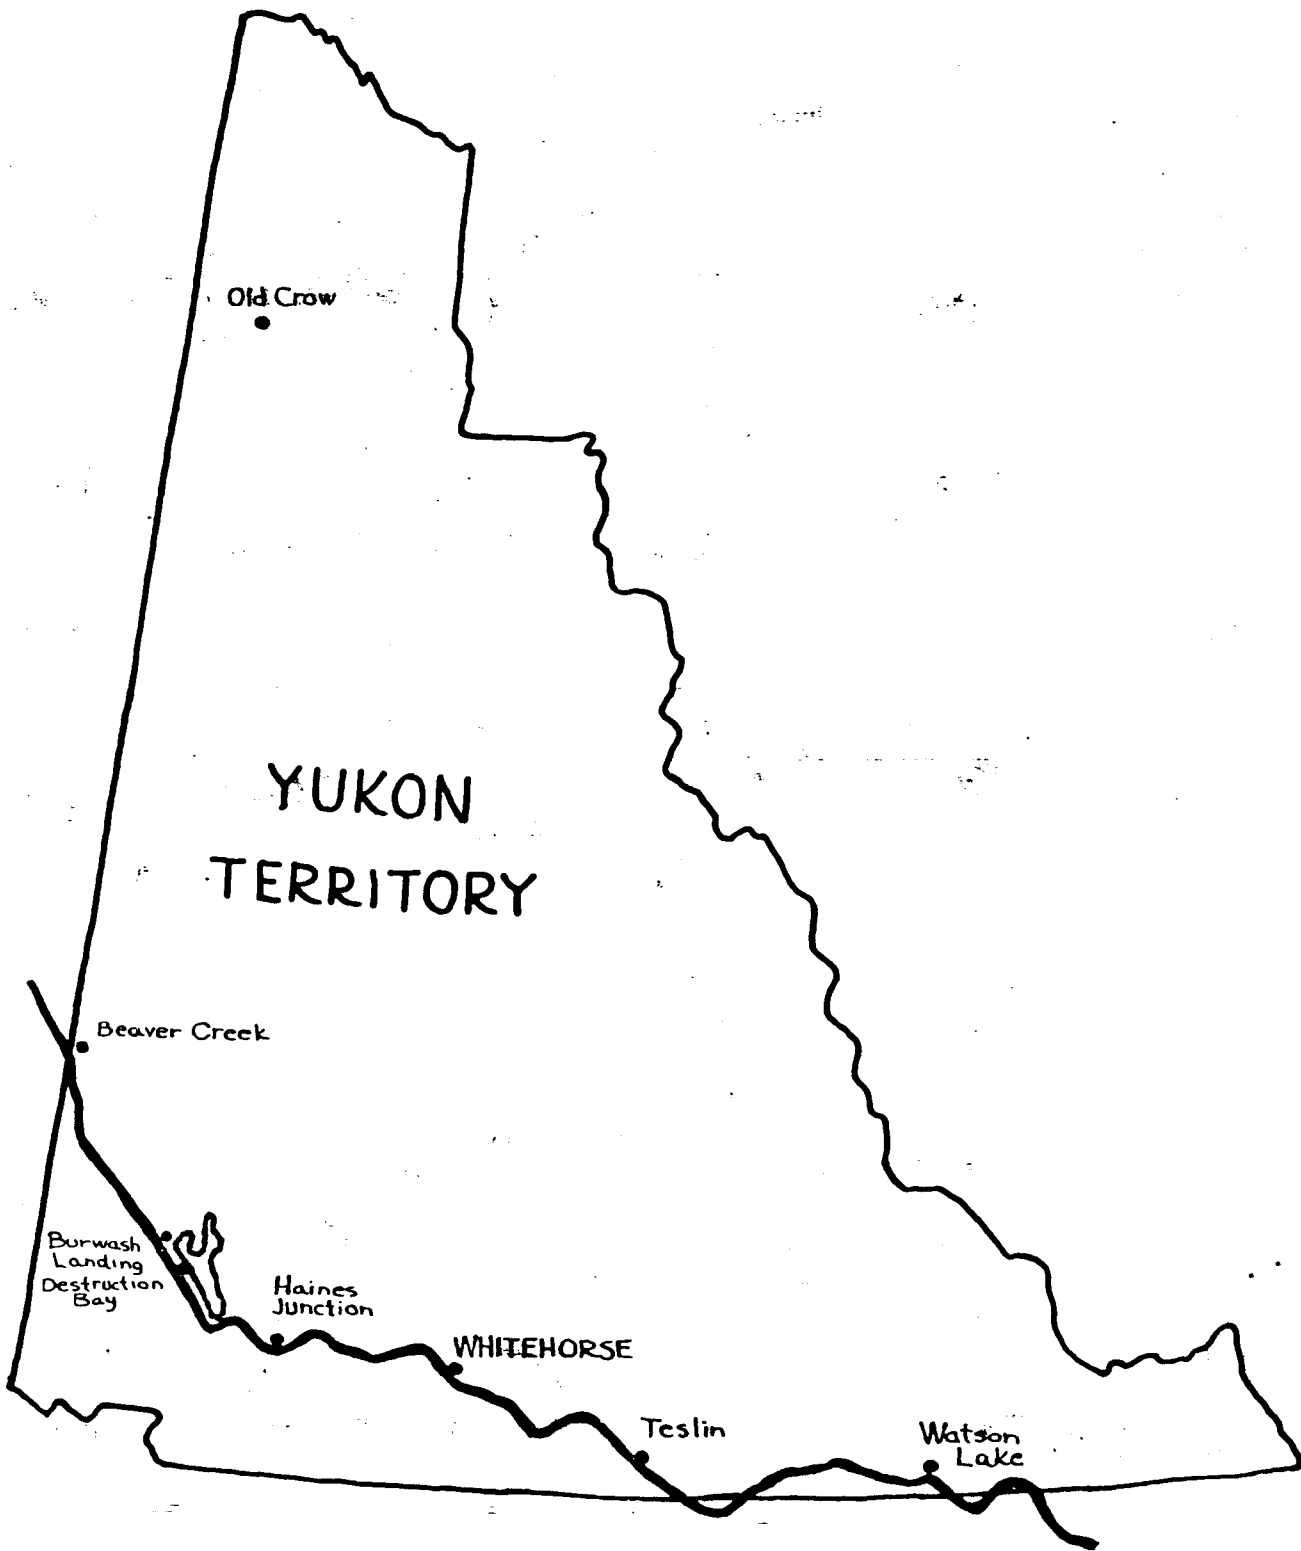 Old Crow
YUKON
TERRITORY
Beaver Creek
Burwash
Landing
Destruction
Bay
Haines
Junction
WHITEHORSE
Teslin
Watson
Lake